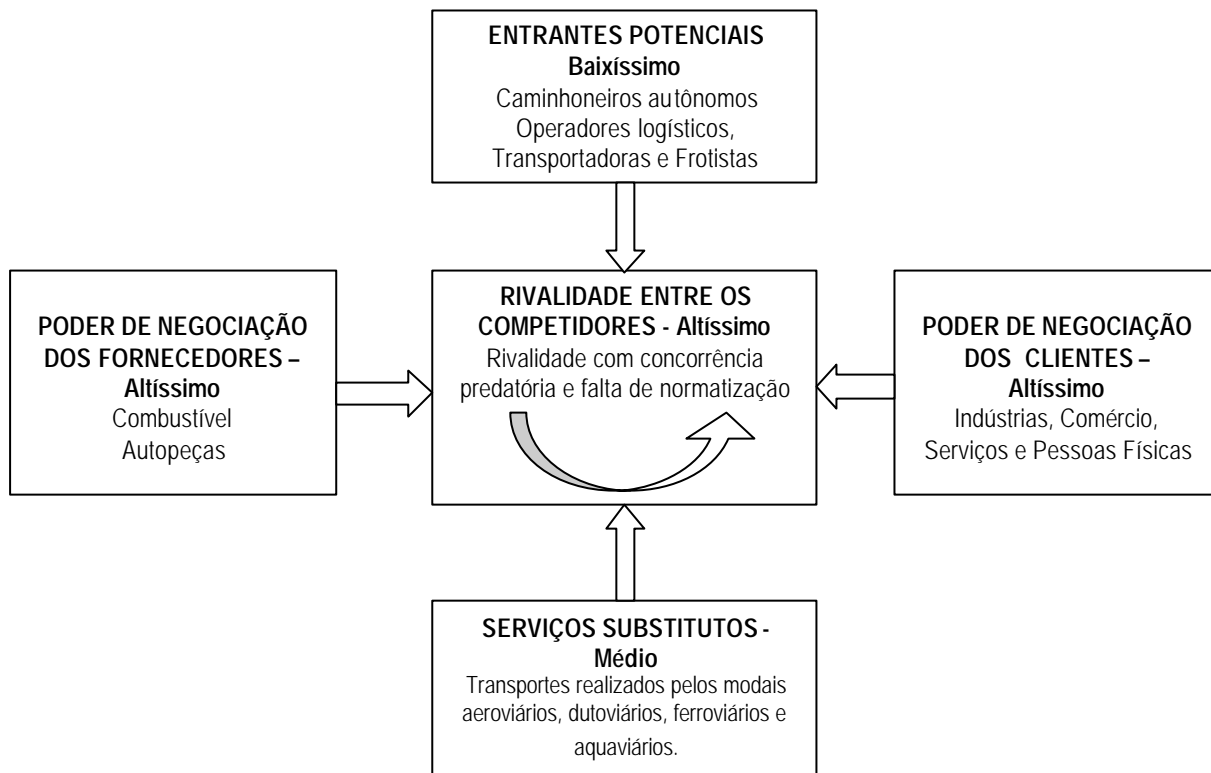 ENTRANTES POTENCIAIS
Baixíssimo
Caminhoneiros autônomos
Operadores logísticos,
Transportadoras e Frotistas
PODER DE NEGOCIAÇÃO
DOS FORNECEDORES –
Altíssimo
Combustível
Autopeças
RIVALIDADE ENTRE OS
COMPETIDORES - Altíssimo
Rivalidade com concorrência
predatória e falta de normatização
PODER DE NEGOCIAÇÃO
DOS CLIENTES –
Altíssimo
Indústrias, Comércio,
Serviços e Pessoas Físicas
SERVIÇOS SUBSTITUTOS -
Médio
Transportes realizados pelos modais
aeroviários, dutoviários, ferroviários e
aquaviários.